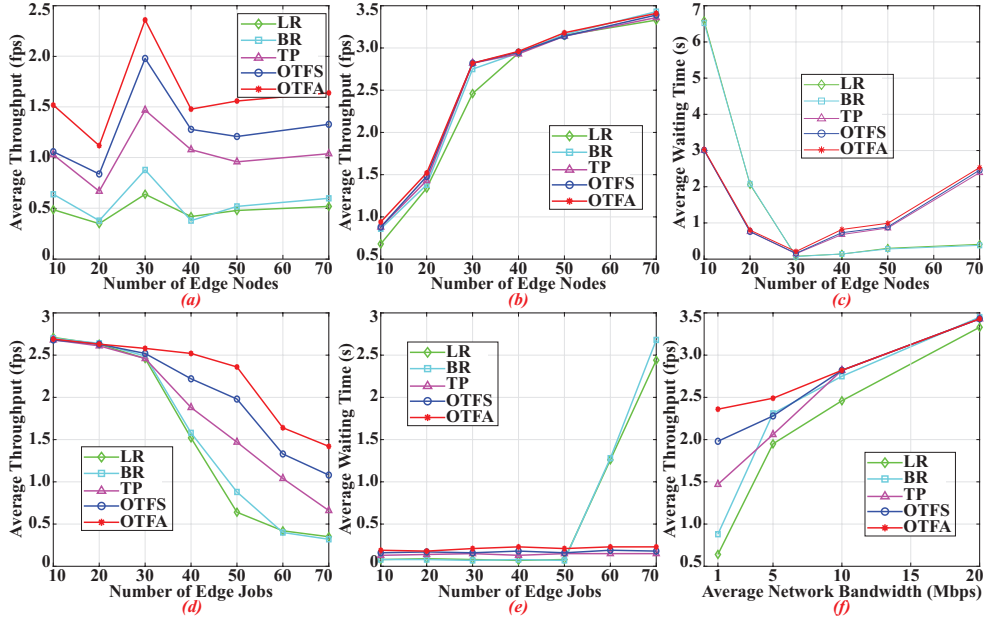 Average Throughput (fps)
2.5
2.0
1.5
1.0
0.5
0
10 20 30 40 50 60 70
Number of Edge Nodes
(a)
LR
BR
TP
OTFS
OTFA
Average Throughput (fps)
3.5
3.0
2.5
2.0
1.5
1.0
0.5
10 20 30 40 50 60 70
Number of Edge Nodes
(b)
LR
BR
TP
OTFS
OTFA
Average Waiting Time (s)
7
6
5
4
3
2
1
0
10 20 30 40 50 60 70
Number of Edge Nodes
(c)
LR
BR
TP
OTFS
OTFA
Average Throughput (fps)
3
2.5
2
1.5
1
0.5
0
10 20 30 40 50 60 70
Number of Edge Jobs
(d)
LR
BR
TP
OTFS
OTFA
Average Waiting Time (s)
3
2.5
2
1.5
1
0.5
0
10 20 30 40 50 60 70
Number of Edge Jobs
(e)
LR
BR
TP
OTFS
OTFA
Average Throughput (fps)
3.5
3.0
2.5
2.0
1.5
1.0
0.5
1 5 10 15 20
Average Network Bandwidth (Mbps)
(f)
LR
BR
TP
OTFS
OTFA